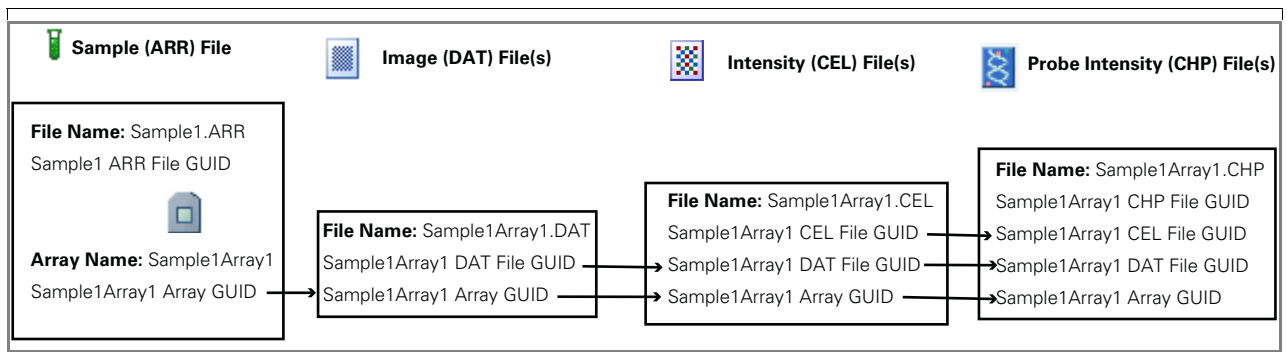 Sample (ARR) File
Image (DAT) File(s)
Intensity (CEL) File(s)
Probe Intensity (CHP) File(s)
File Name: Sample1.ARR
Sample1 ARR File GUID
Array Name: Sample1Array1
Sample1Array1 Array GUID
File Name: Sample1Array1.DAT
Sample1Array1 DAT File GUID
Sample1Array1 Array GUID
File Name: Sample1Array1.CEL
Sample1Array1 CEL File GUID
Sample1Array1 DAT File GUID
Sample1Array1 Array GUID
File Name: Sample1Array1.CHP
Sample1Array1 CHP File GUID
Sample1Array1 CEL File GUID
Sample1Array1 DAT File GUID
Sample1Array1 Array GUID